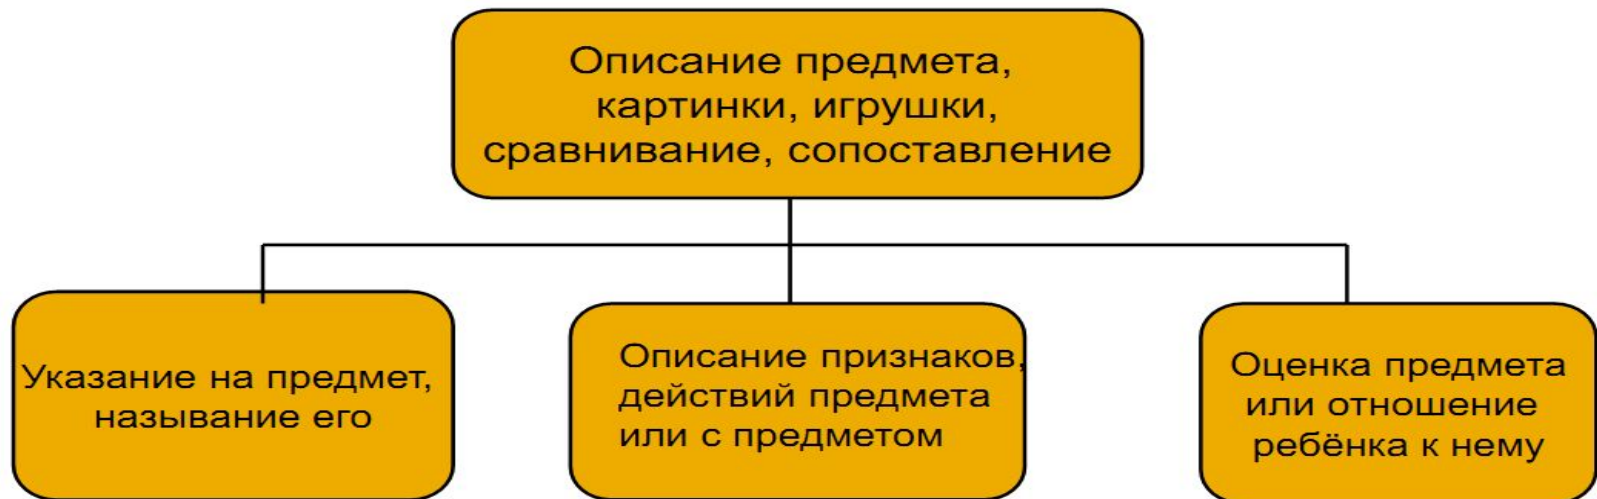 Описание предмета,
картинки, игрушки,
сравнивание, сопоставление
Указание на предмет,
называние его
Описание признаков,
действий предмета
или с предметом
Оценка предмета
или отношение
ребёнка к нему